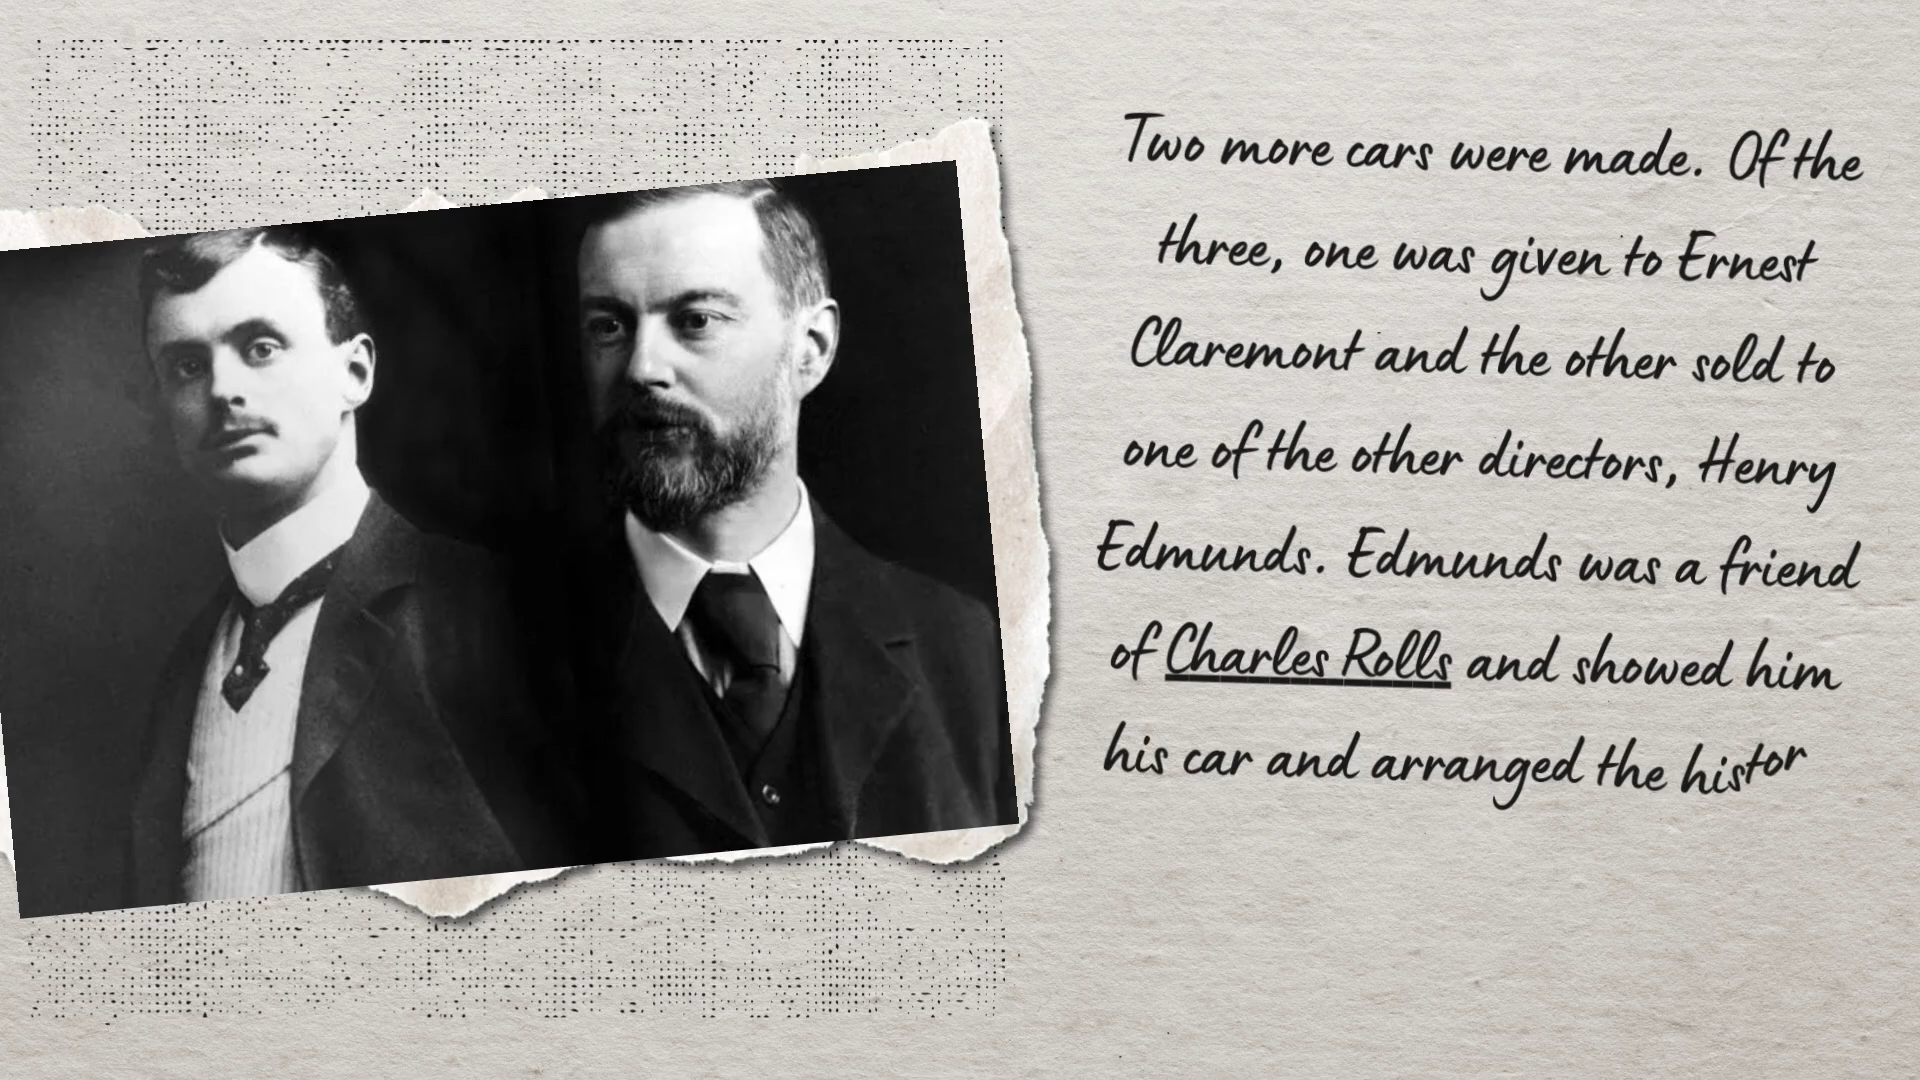 Two more cars were made. Of the
three, one was given to Ernest
Claremont and the other sold to
one of the other directors, Henry
Edmunds. Edmunds was a friend
of Charles Rolls and showed him
his car and arranged the histor